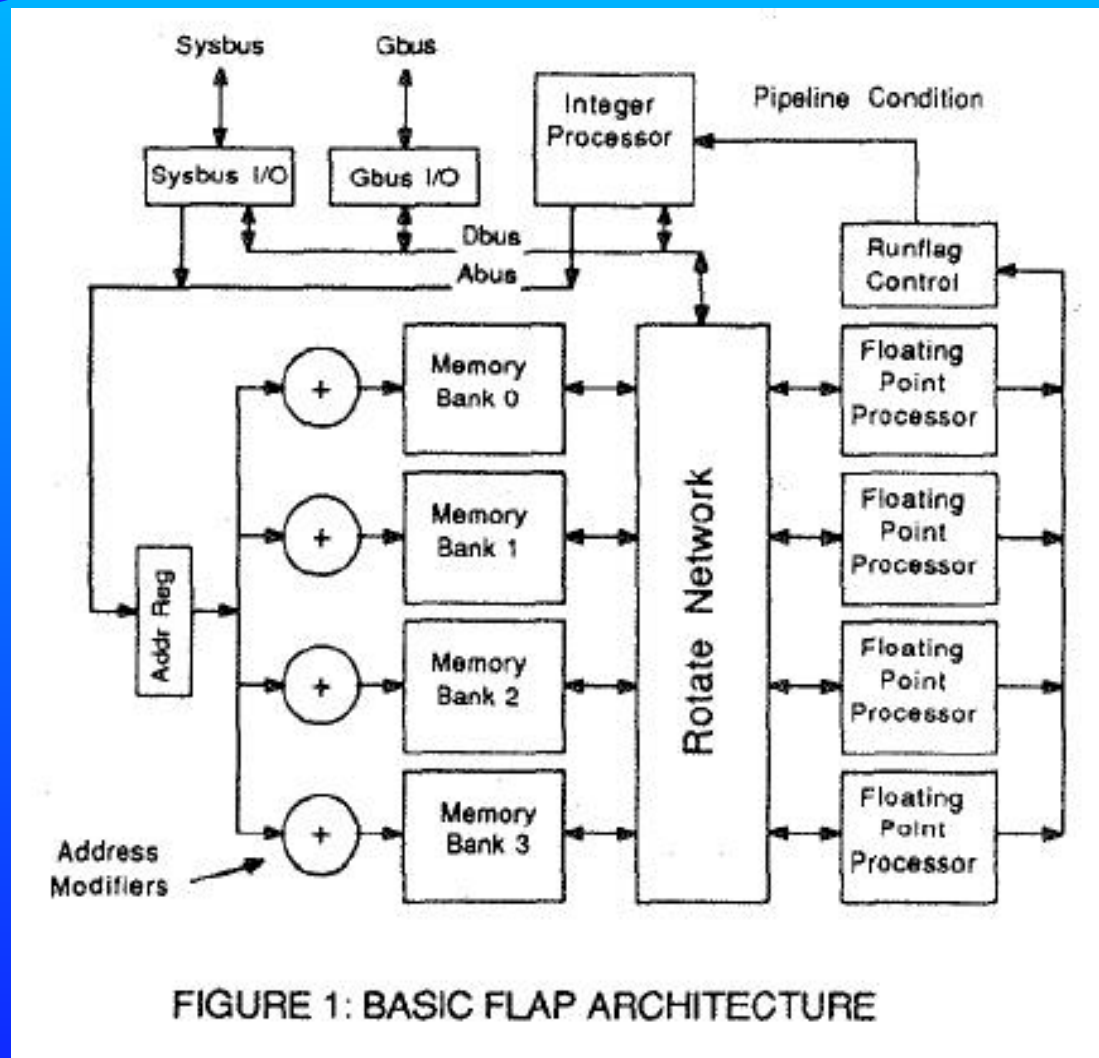 Sysbus
Gbus
Integer
Processor
Pipeline Condition
Sysbus I/O
Gbus I/O
Dbus
Abus
Runflag
Control
Memory
Bank 0
Floating
Point
Processor
Memory
Bank 1
Floating
Point
Processor
Addr Reg
Rotate Network
Memory
Bank 2
Floating
Point
Processor
Memory
Bank 3
Floating
Point
Processor
Address
Modifiers
+
+
+
+
FIGURE 1: BASIC FLAP ARCHITECTURE